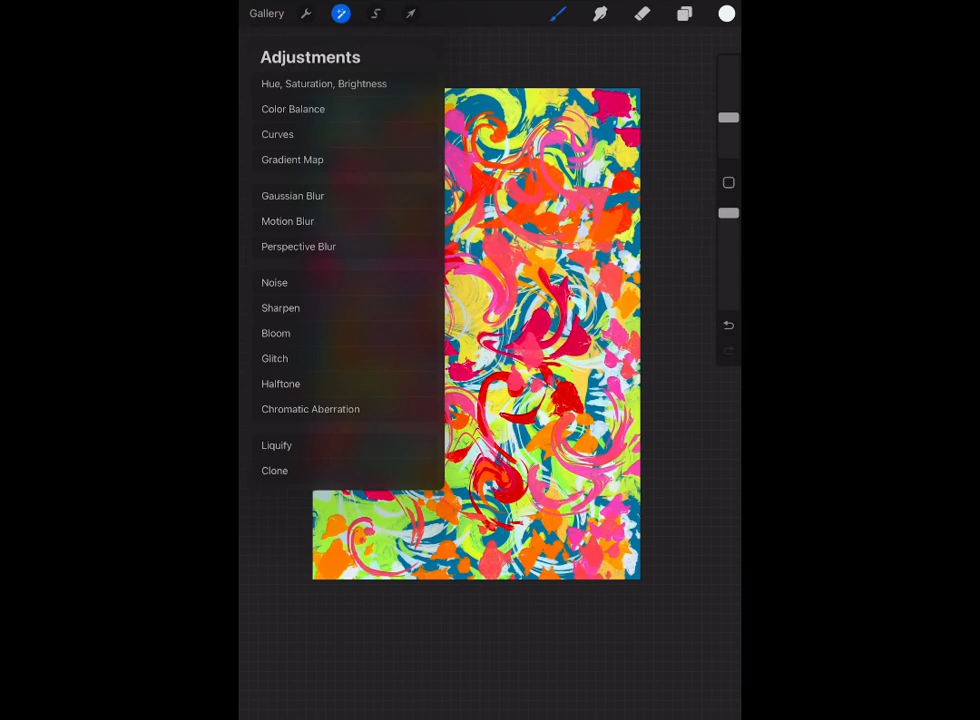 Gallery
Adjustments
Hue, Saturation, Brightness
Color Balance
Curves
Gradient Map
Gaussian Blur
Motion Blur
Perspective Blur
Noise
Sharpen
Bloom
Glitch
Halftone
Chromatic Aberration
Liquify
Clone